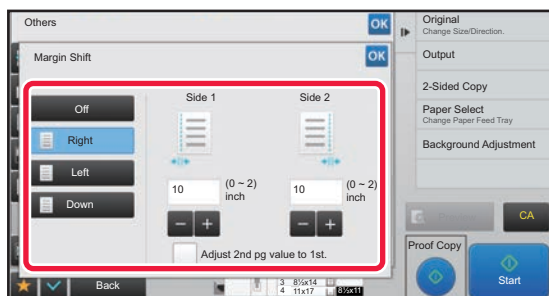 Others
OK
Margin Shift
OK
Off
Right
Left
Down
Side 1
Side 2
10
(0 ~ 2)
inch
10
(0 ~ 2)
inch
Adjust 2nd pg value to 1st.
Back
3 8½x14
4 11x17
8½x11
Original
Change Size/Direction.
Output
2-Sided Copy
Paper Select
Change Paper Feed Tray
Background Adjustment
CA
Proof Copy
Start